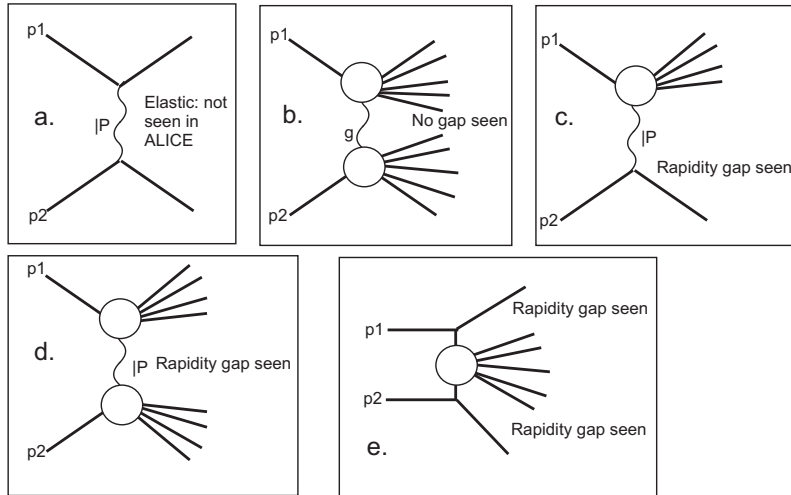 p1
a.
Elastic: not
seen in
ALICE
|P
p2
p1
b.
No gap seen
g
p2
p1
c.
|P
Rapidity gap seen
p2
p1
d.
|P Rapidity gap seen
p2
Rapidity gap seen
p1
p2
Rapidity gap seen
e.